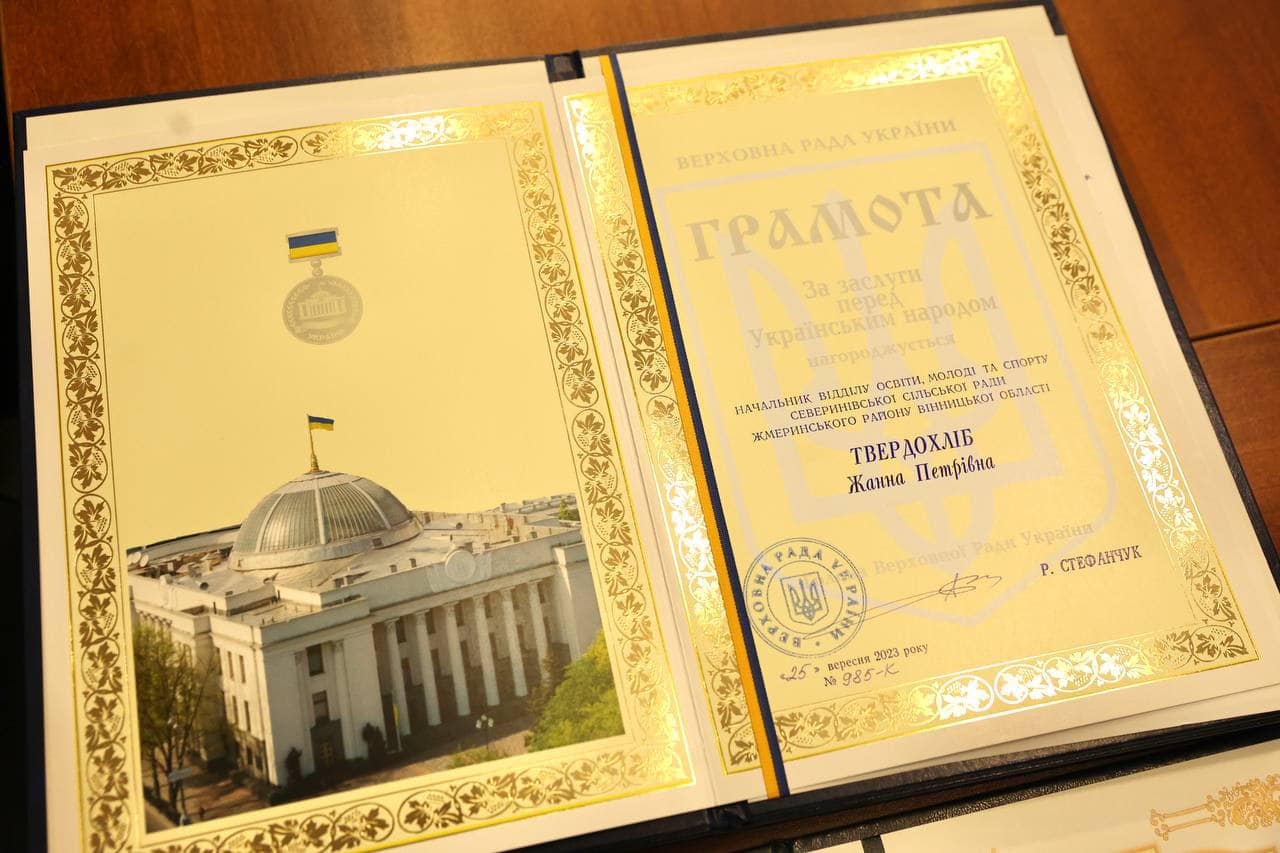 ВЕРХОВНА РАДА УКРАЇНИ
ГРАМОТА
За заслуги
перед
Українським народом
нагороджується
НАЧАЛЬНИК ВІДДІЛУ ОСВІТИ, МОЛОДІ ТА СПОРТУ
СЕВЕРИНІВСЬКОЇ СІЛЬСЬКОЇ РАДИ
ЖМЕРИНСЬКОГО РАЙОНУ ВІННИЦЬКОЇ ОБЛАСТІ
ТВЕРДОХЛІБ
Жанна Петрівна
Верховної Ради України
Р. СТЕФАНЧУК
ВЕРХОВНА РАДА УКРАЇНИ
«25» вересня 2023 року
№ 985-К